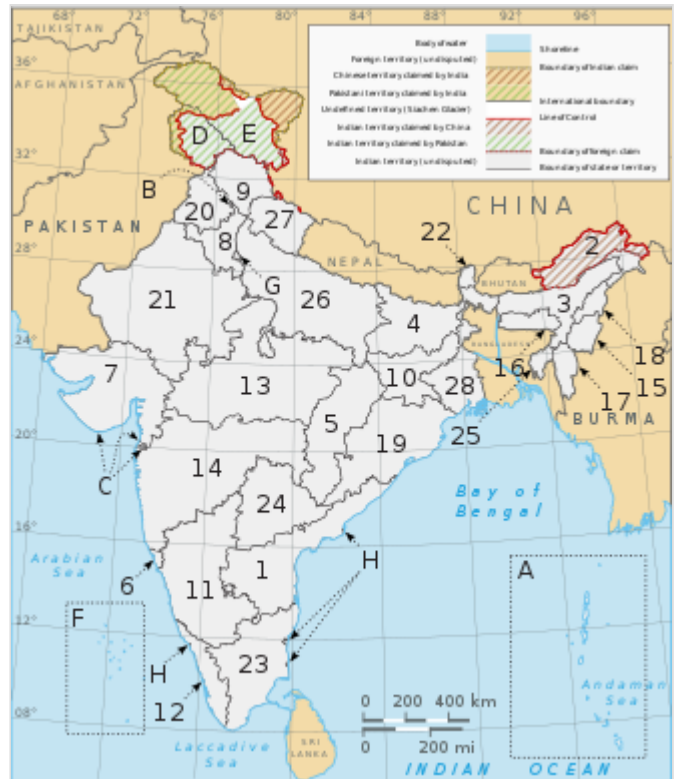 68°
72°
76°
80°
84°
88°
92°
96°
TAJIKISTAN
36°
AFGHANISTAN
32°
Body of water
Foreign territory (undisputed)
Chinese territory claimed by India
Pakistani territory claimed by India
Undefined territory (Siachen Glacier)
Indian territory claimed by China
Indian territory claimed by Pakistan
Indian territory (undisputed)
Shoreline
Boundary of Indian claim
International boundary
Line of Control
Boundary of foreign claim
Boundary of state or territory
D
E
B
9
20
27
8
PAKISTAN
CHINA
NEPAL
22
BHUTAN
2
28°
G
21
26
3
4
24°
BANGLADESH
16
18
15
7
13
10
28
17
25
BURMA
5
20°
C
14
19
24
Bay of
Bengal
16°
Arabian
Sea
6
11
1
H
A
12°
F
H
23
12
08°
0 200 400 km
0 200 mi
Andaman
Sea
SRI
LANKA
Laccadive
Sea
INDIAN OCEAN